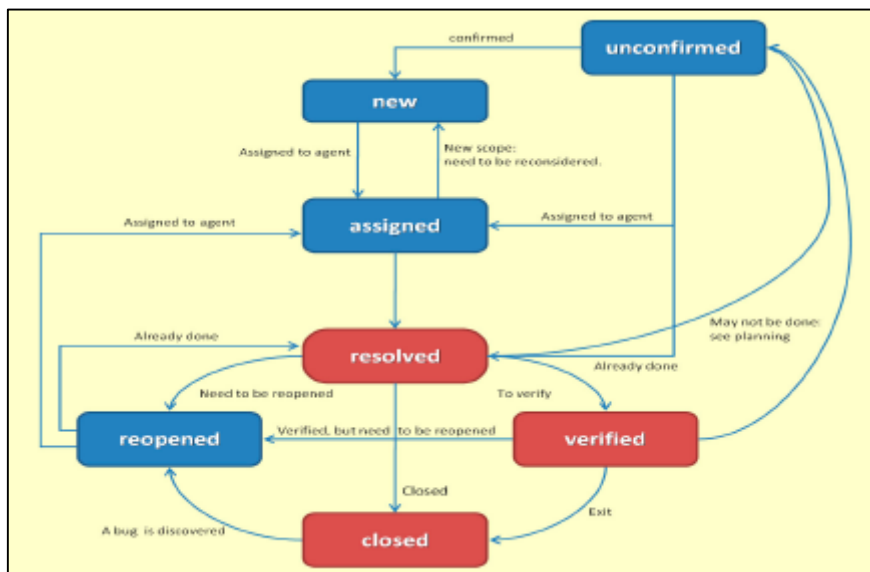 confirmed
unconfirmed
new
Assigned to agent
New scope:
need to be reconsidered.
Assigned to agent
assigned
Assigned to agent
May not be done:
see planning
Already done
resolved
Already done
Need to be reopened
To verify
reopened
Verified, but need to be reopened
verified
Closed
Exit
A bug is discovered
closed